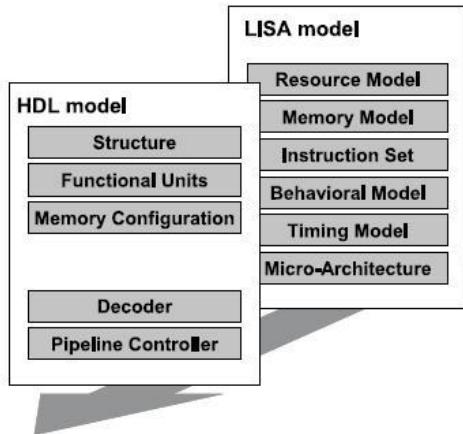 LISA model
Resource Model
Memory Model
Instruction Set
Behavioral Model
Timing Model
Micro-Architecture
HDL model
Structure
Functional Units
Memory Configuration
Decoder
Pipeline Controller